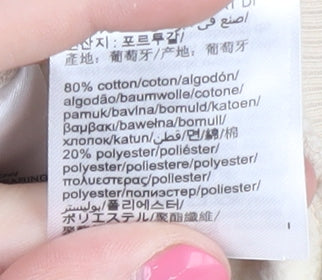 원산지: 포르투갈/
產地: 葡萄牙/产地: 葡萄牙/
80% cotton/coton/algodón/
algodão/baumwolle/cotone/
pamuk/bavlna/bomuld/katoen/
βαμβακι/bawełna/bomull/
хлопок/katun/قطن/면/綿/棉
20% polyester/poliéster/
polyester/poliestere/polyester/
πολυεστερας/poliester/
polyester/полиэстер/poliester/
بوليستر/폴리에스터/
ポリエステル/聚酯纖維/